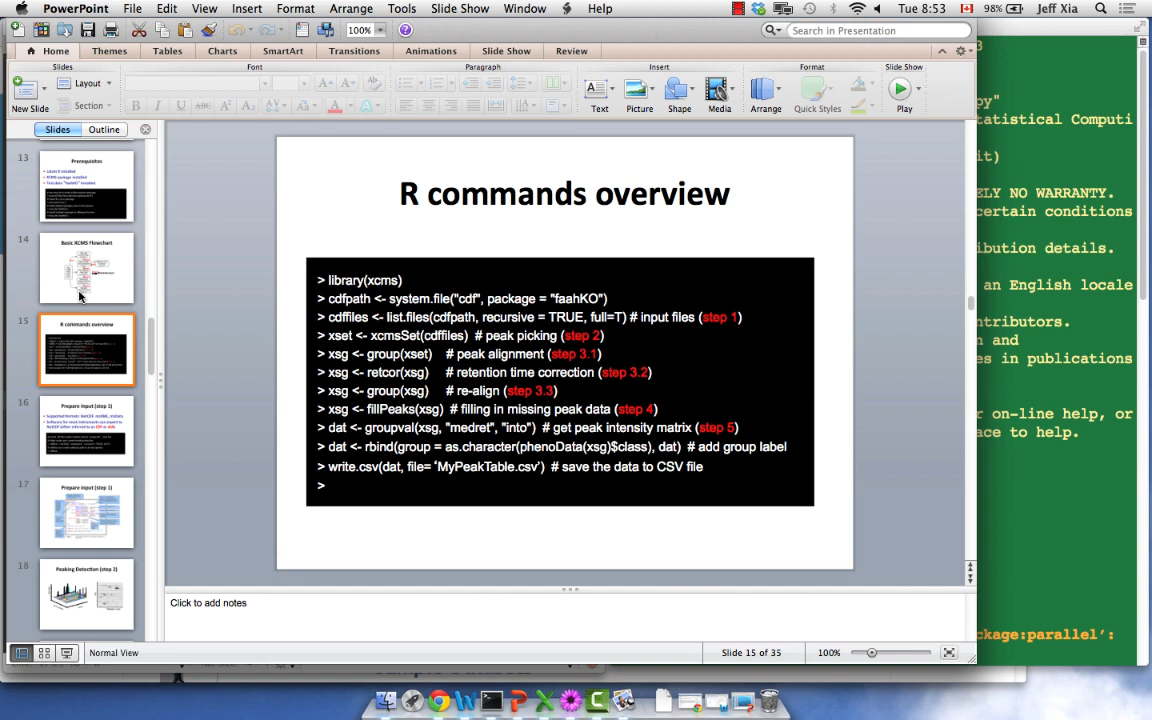 PowerPoint File Edit View Insert Format Arrange Tools Slide Show Window Help
Tue 8:53 98% Jeff Xia
100%
Search in Presentation
Home Themes Tables Charts SmartArt Transitions Animations Slide Show Review
Slides Font Paragraph Insert Format Slide Show
Layout
Section
New Slide
Text Picture Shape Media Arrange Quick Styles Play
Slides Outline
13
Prerequisites
14
Basic XCMS Flowchart
15
R commands overview
16
Prepare input (step 1)
17
Prepare input (step 1)
18
Peaking Detection (step 2)
R commands overview
> library(xcms)
> cdfpath <- system.file("cdf", package = "faahKO")
> cdffiles <- list.files(cdfpath, recursive = TRUE, full=T) # input files (step 1)
> xset <- xcmsSet(cdffiles) # peak picking (step 2)
> xsg <- group(xset) # peak alignment (step 3.1)
> xsg <- retcor(xsg) # retention time correction (step 3.2)
> xsg <- group(xsg) # re-align (step 3.3)
> xsg <- fillPeaks(xsg) # filling in missing peak data (step 4)
> dat <- groupval(xsg, "medret", "into") # get peak intensity matrix (step 5)
> dat <- rbind(group = as.character(phenoData(xsg)$class), dat) # add group label
> write.csv(dat, file= ‘MyPeakTable.csv’) # save the data to CSV file
>
Click to add notes
Normal View Slide 15 of 35 100%
py"
tatistical Computi
it)
ELY NO WARRANTY.
certain conditions
ibution details.
an English locale
ntributors.
n and
es in publications
r on-line help, or
ace to help.
ckage:parallel’: